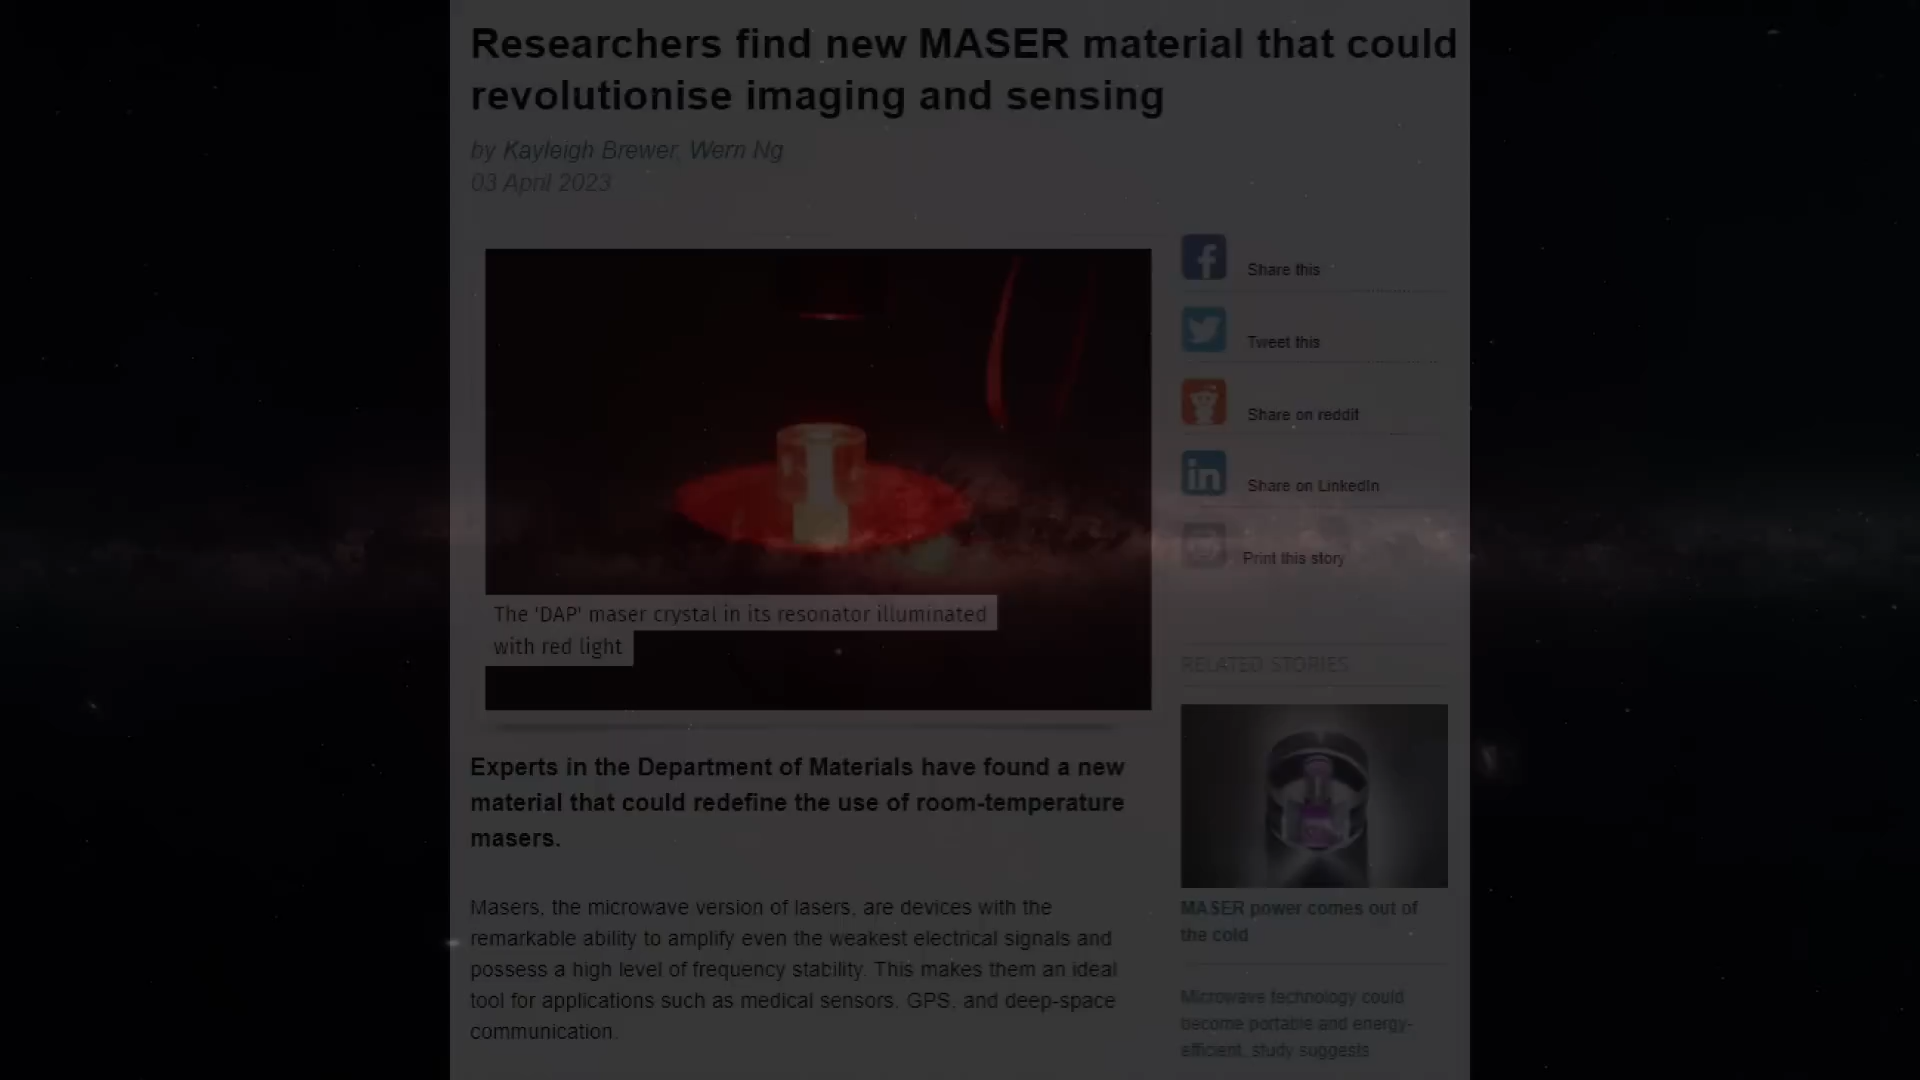 Researchers find new MASER material that could
revolutionise imaging and sensing
by Kayleigh Brewer, Wern Ng
03 April 2023
Share this
Tweet this
Share on reddit
Share on LinkedIn
Print this story
The 'DAP' maser crystal in its resonator illuminated
with red light
RELATED STORIES
Experts in the Department of Materials have found a new
material that could redefine the use of room-temperature
masers.
Masers, the microwave version of lasers, are devices with the
remarkable ability to amplify even the weakest electrical signals and
possess a high level of frequency stability. This makes them an ideal
tool for applications such as medical sensors, GPS, and deep-space
communication.
MASER power comes out of
the cold
Microwave technology could
become portable and energy-
efficient, study suggests